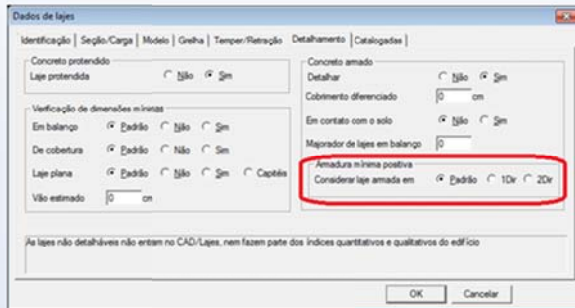 Dados de lajes
Identificação | Seção/Carga | Modelo | Grelha | Temper/Retração | Detalhamento | Catalogadas
Concreto protendido
Laje protendida Não Sim
Verificação de dimensões mínimas
Em balanço Padrão Não Sim
De cobertura Padrão Não Sim
Laje plana Padrão Não Sim Capitéis
Vão estimado 0 cm
Concreto armado
Detalhar Não Sim
Cobrimento diferenciado 0 cm
Em contato com o solo Não Sim
Majorador de lajes em balanço 0
Armadura mínima positiva
Considerar laje armada em Padrão 1Dir 2Dir
As lajes não detalháveis não entram no CAD/Lajes, nem fazem parte dos índices quantitativos e qualitativos do edifício
OK Cancelar